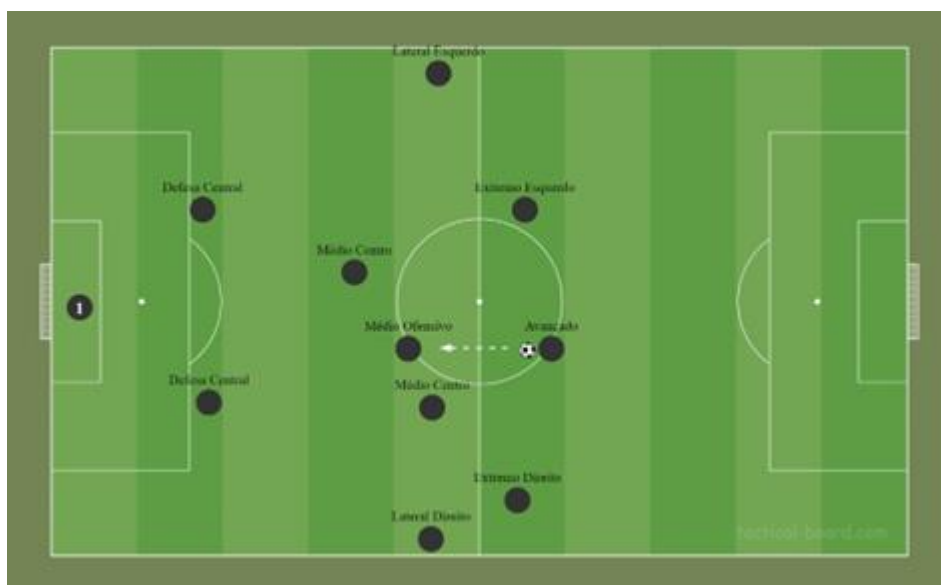 Lateral Esquerdo
Defesa Central
Extremo Esquerdo
Médio Centro
1
Médio Ofensivo
Avançado
Defesa Central
Médio Centro
Extremo Direito
Lateral Direito
tactical-board.com